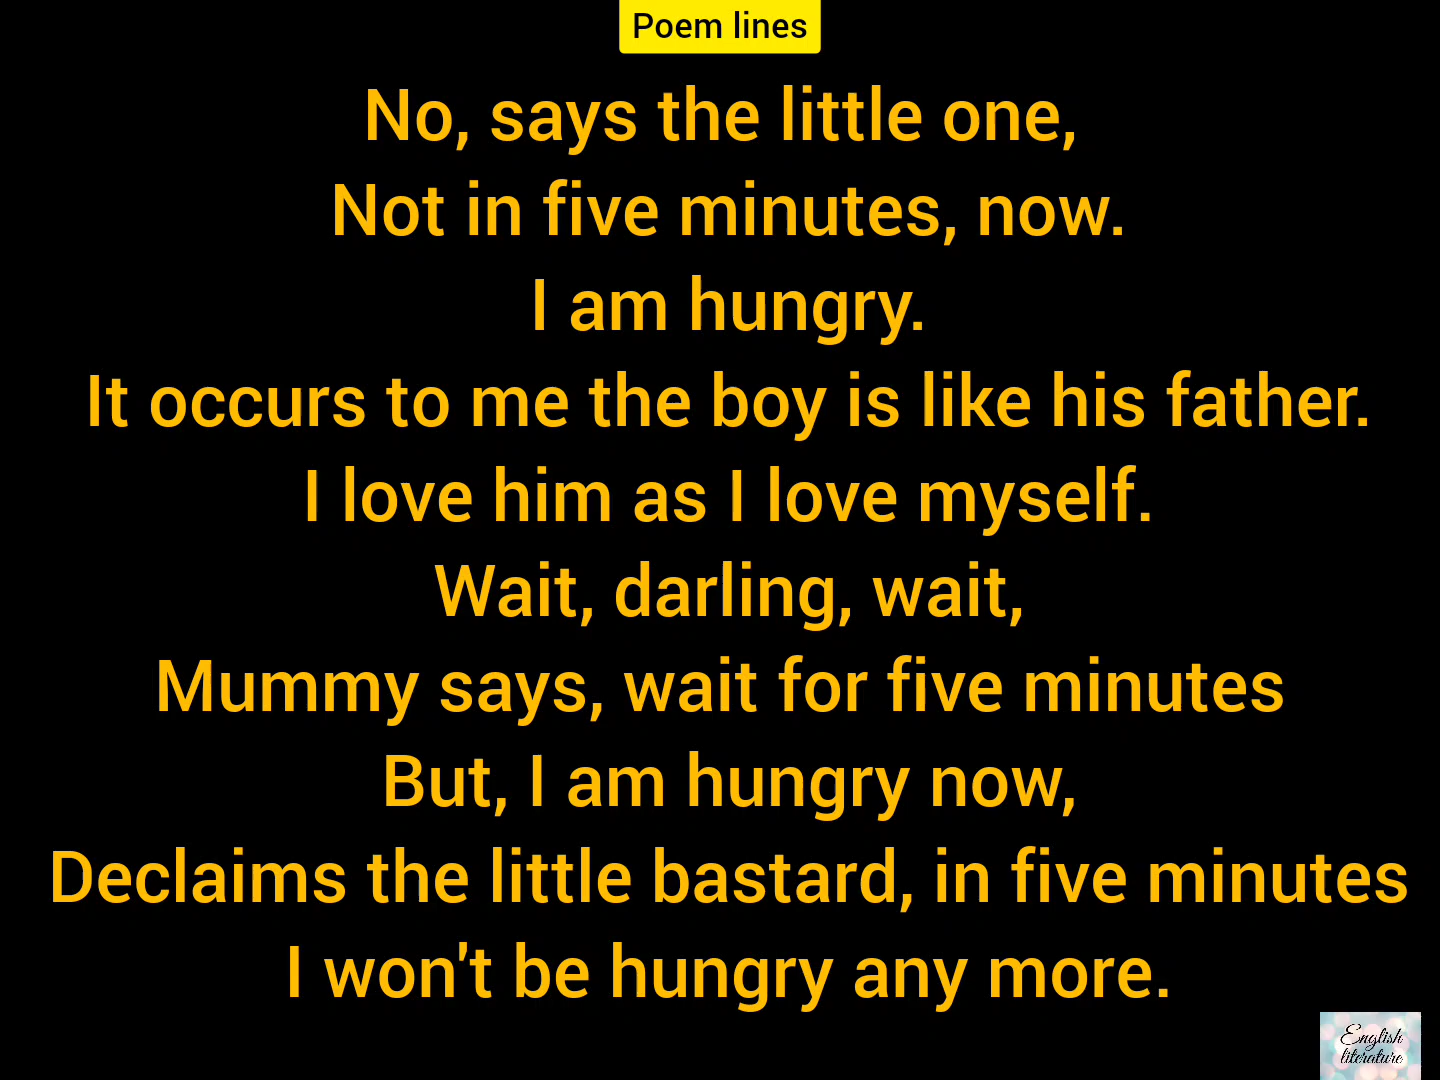 Poem lines
No, says the little one,
Not in five minutes, now.
I am hungry.
It occurs to me the boy is like his father.
I love him as I love myself.
Wait, darling, wait,
Mummy says, wait for five minutes
But, I am hungry now,
Declaims the little bastard, in five minutes
I won't be hungry any more.
English
literature